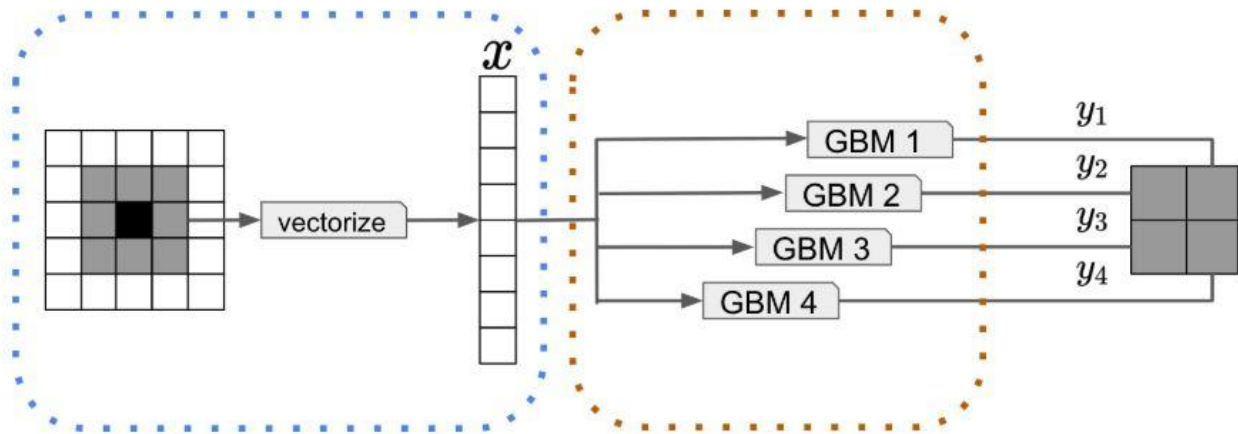 x
vectorize
GBM 1
GBM 2
GBM 3
GBM 4
y1
y2
y3
y4